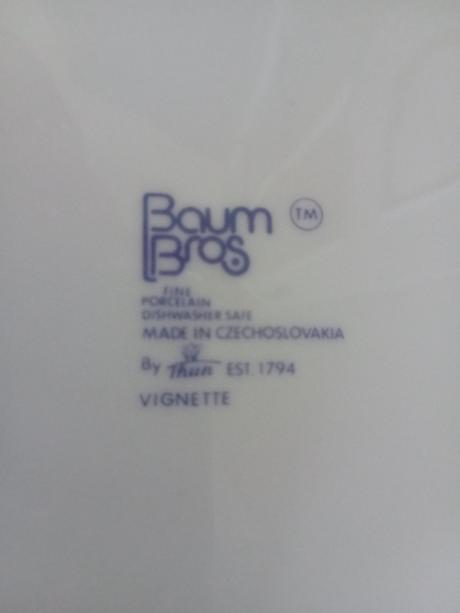 Baum TM
Bros
FINE
PORCELAIN
DISHWASHER SAFE
MADE IN CZECHOSLOVAKIA
By Thun EST. 1794
VIGNETTE